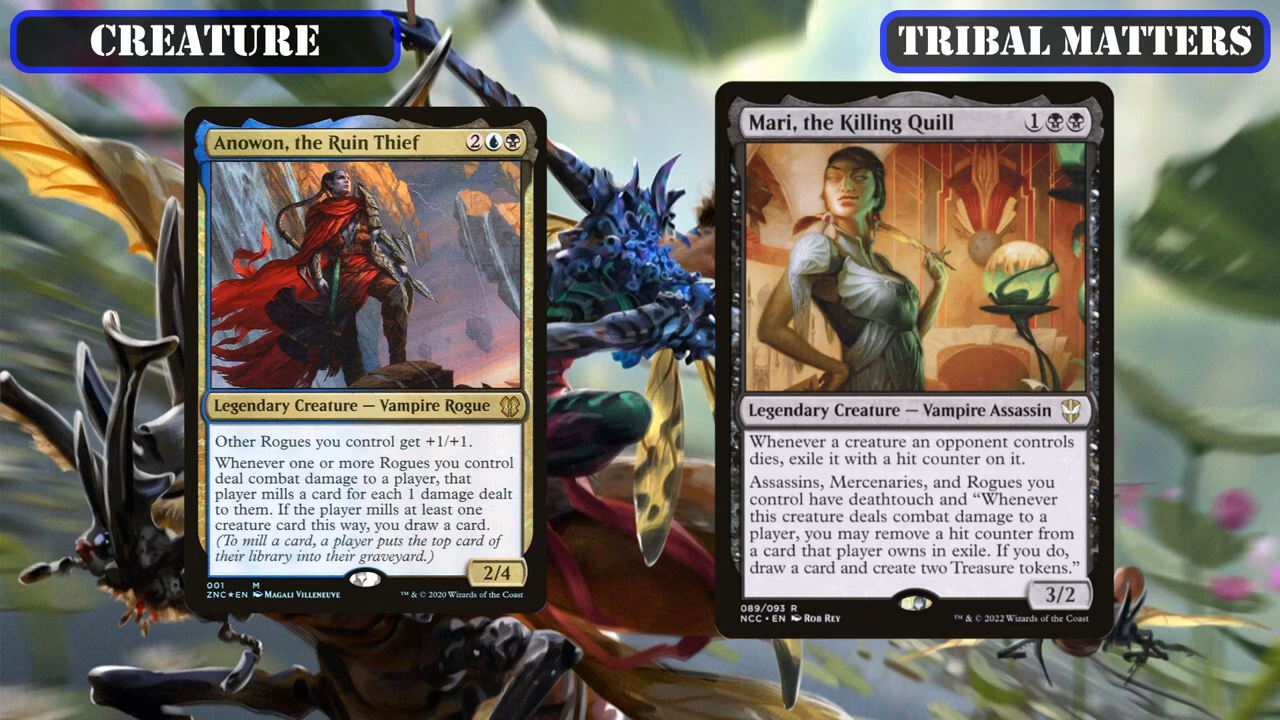 CREATURE
TRIBAL MATTERS
Anowon, the Ruin Thief
2
Legendary Creature — Vampire Rogue
Other Rogues you control get +1/+1.
Whenever one or more Rogues you control
deal combat damage to a player, that
player mills a card for each 1 damage dealt
to them. If the player mills at least one
creature card this way, you draw a card.
(To mill a card, a player puts the top card of
their library into their graveyard.)
2/4
001 M
ZNC★EN Magali Villeneuve
™ & © 2020 Wizards of the Coast
Mari, the Killing Quill
1
Legendary Creature — Vampire Assassin
Whenever a creature an opponent controls
dies, exile it with a hit counter on it.
Assassins, Mercenaries, and Rogues you
control have deathtouch and “Whenever
this creature deals combat damage to a
player, you may remove a hit counter from
a card that player owns in exile. If you do,
draw a card and create two Treasure tokens.”
3/2
089/093 R
NCC • EN Rob Rey
™ & © 2022 Wizards of the Coast